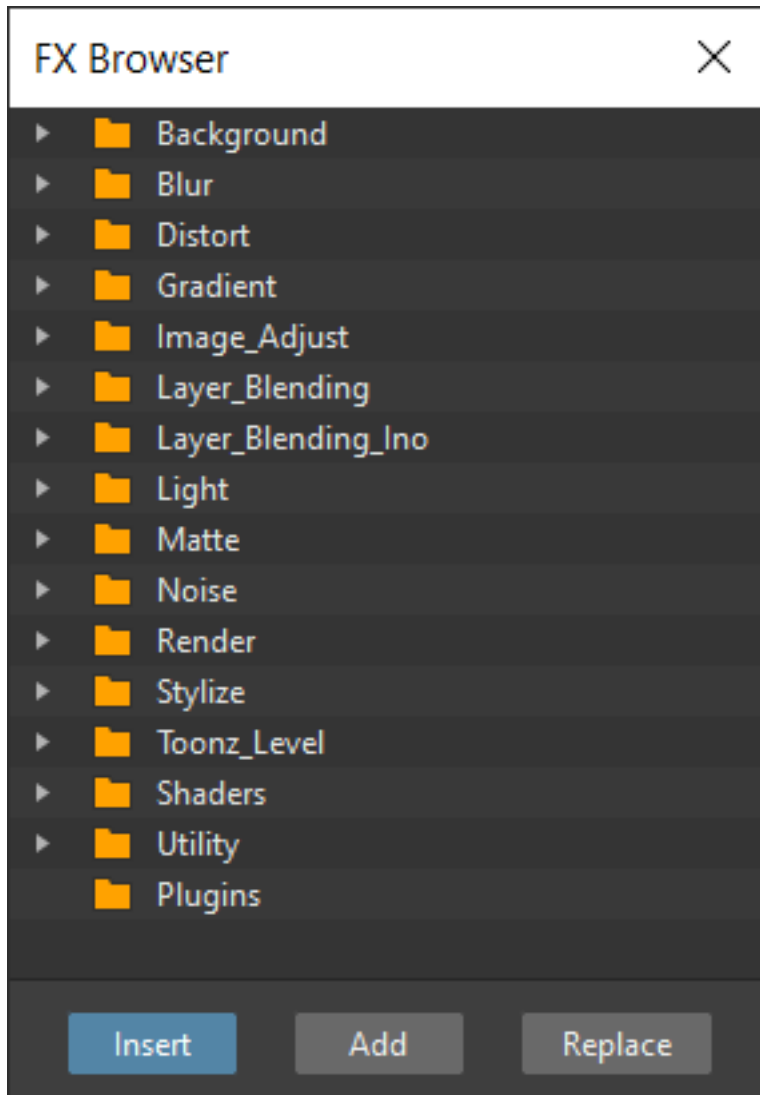 FX Browser
Background
Blur
Distort
Gradient
Image_Adjust
Layer_Blending
Layer_Blending_Ino
Light
Matte
Noise
Render
Stylize
Toonz_Level
Shaders
Utility
Plugins
Insert Add Replace